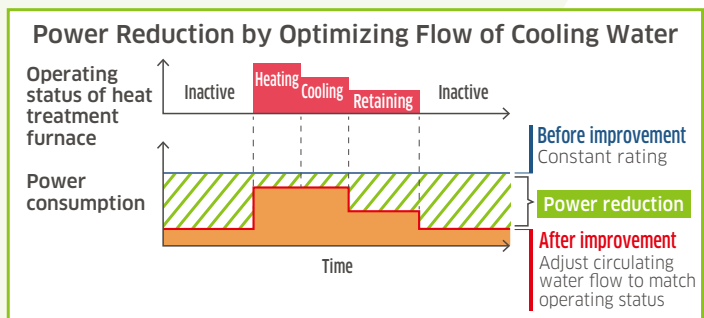 Power Reduction by Optimizing Flow of Cooling Water
Operating
status of heat
treatment
furnace
Inactive
Heating
Cooling
Retaining
Inactive
Before improvement
Constant rating
Power
consumption
Power reduction
After improvement
Adjust circulating
water flow to match
operating status
Time